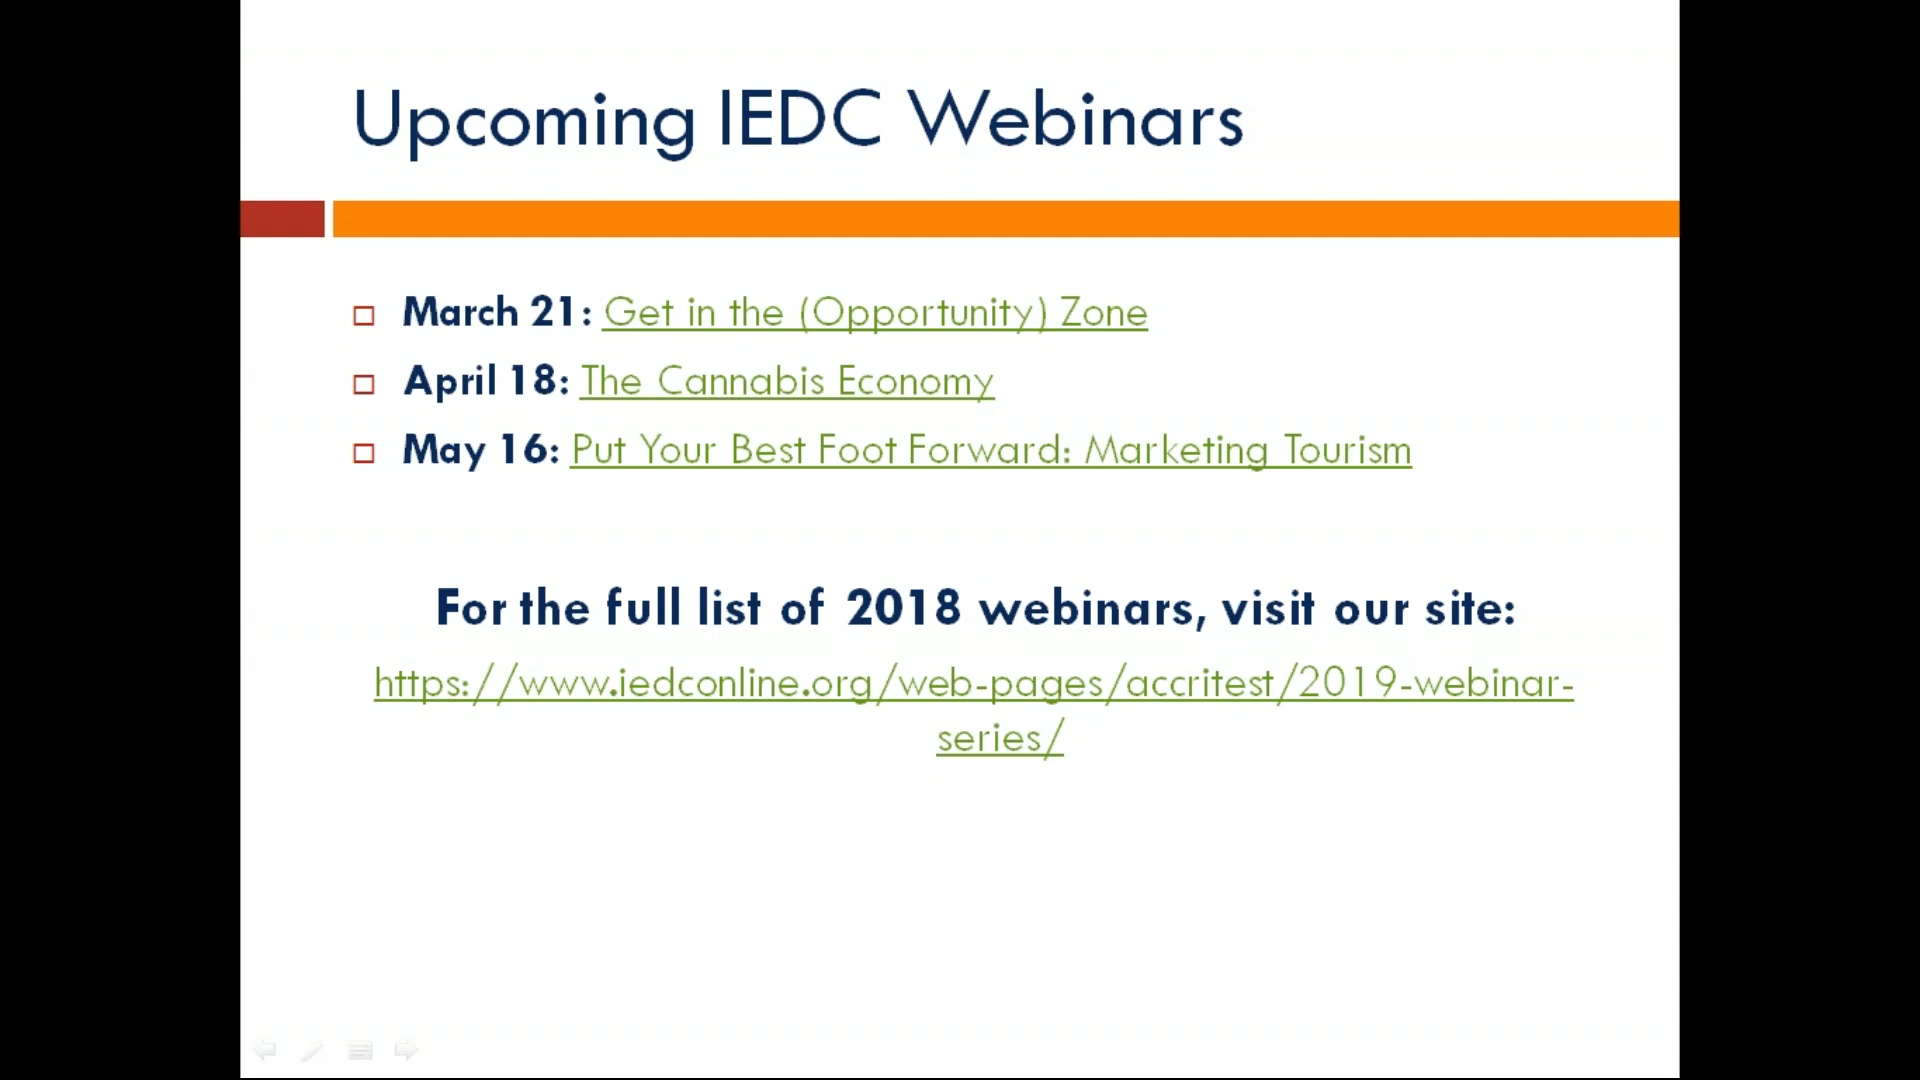 Upcoming IEDC Webinars
March 21: Get in the (Opportunity) Zone
April 18: The Cannabis Economy
May 16: Put Your Best Foot Forward: Marketing Tourism
For the full list of 2018 webinars, visit our site:
https://www.iedconline.org/web-pages/accritest/2019-webinar-
series/